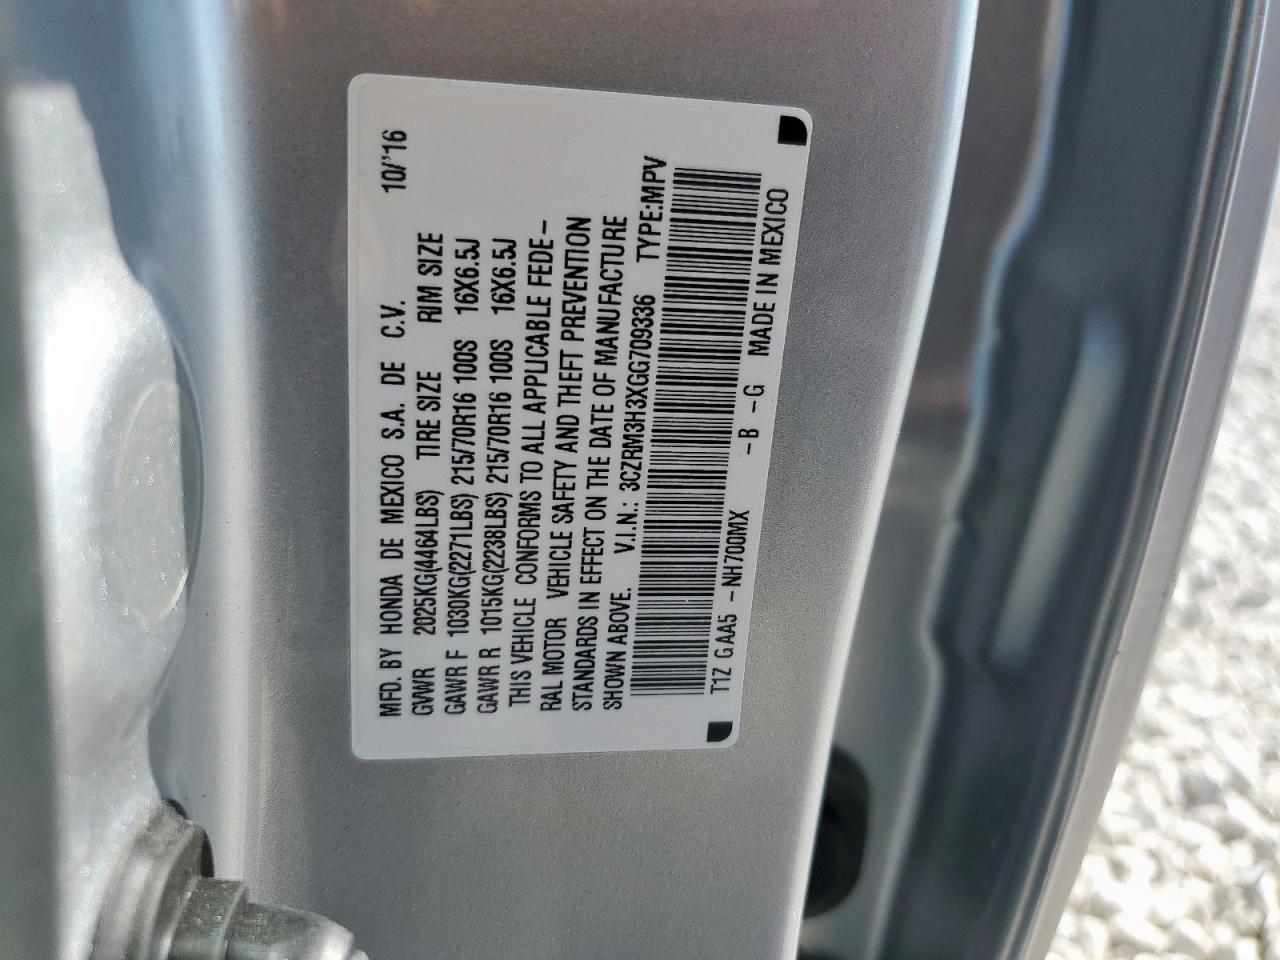 MFD. BY HONDA DE MEXICO S.A. DE C.V. 10/'16
GVWR 2025KG(4464LBS) TIRE SIZE RIM SIZE
GAWR F 1030KG(2271LBS) 215/70R16 100S 16X6.5J
GAWR R 1015KG(2238LBS) 215/70R16 100S 16X6.5J
THIS VEHICLE CONFORMS TO ALL APPLICABLE FEDE-
RAL MOTOR VEHICLE SAFETY AND THEFT PREVENTION
STANDARDS IN EFFECT ON THE DATE OF MANUFACTURE
SHOWN ABOVE. V.I.N.: 3CZRM3H3XGG709336 TYPE:MPV
T1Z GAA5 -NH700MX -B -G MADE IN MEXICO